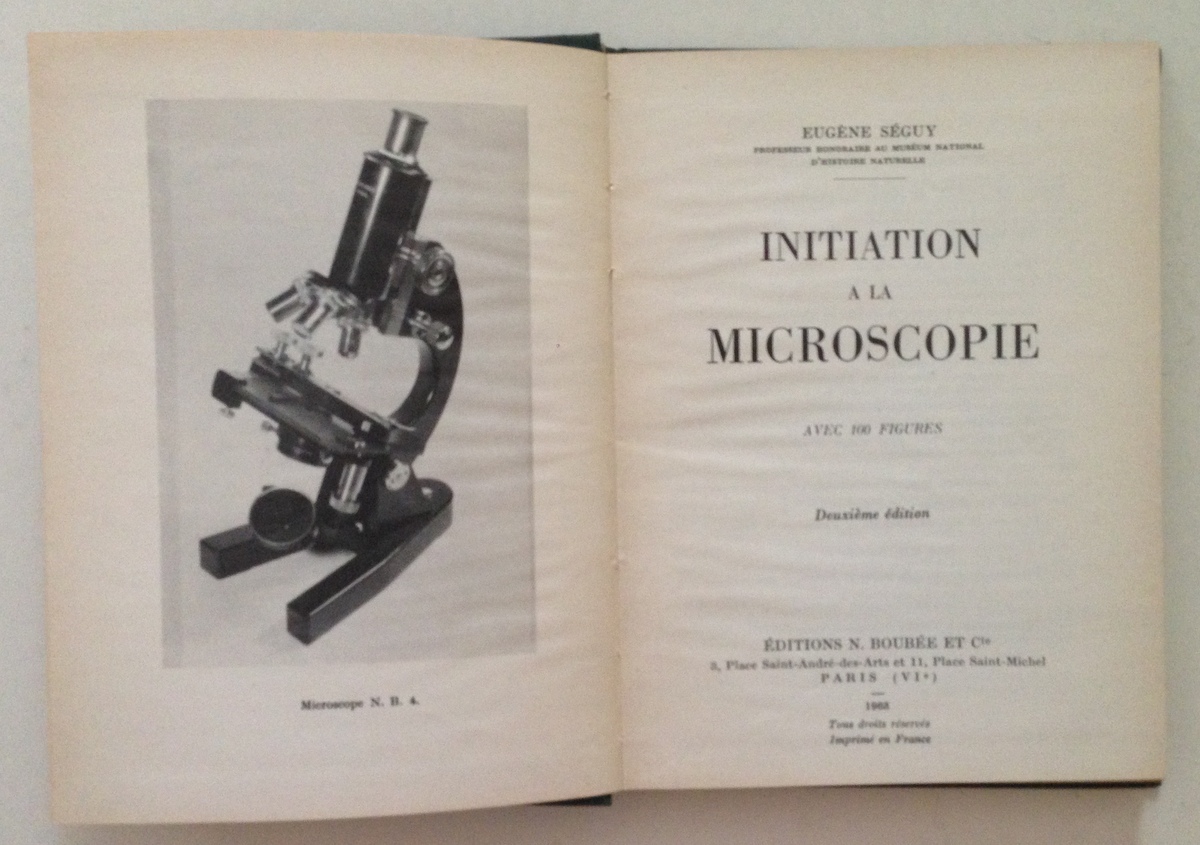 Microscope N. B. 4.
EUGÈNE SÉGUY
PROFESSEUR HONORAIRE AU MUSÉUM NATIONAL
D'HISTOIRE NATURELLE
INITIATION
A LA
MICROSCOPIE
AVEC 100 FIGURES
Deuxième édition
ÉDITIONS N. BOUBÉE ET Cie
3, Place Saint-André-des-Arts et 11, Place Saint-Michel
PARIS (VIe)
Tous droits réservés
Imprimé en France